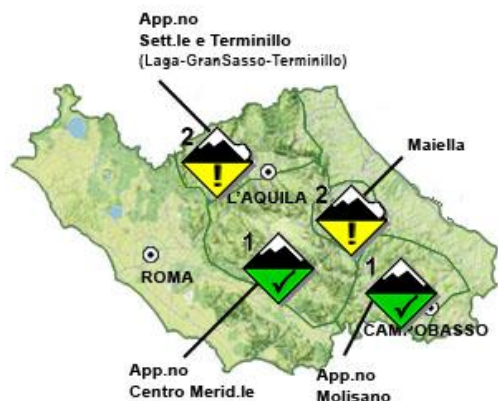 App.no
Sett.le e Terminillo
(Laga-GranSasso-Terminillo)
Maiella
2
!
L'AQUILA
2
!
1
ROMA
1
CAMPOBASSO
App.no
Centro Merid.le
App.no
Molisano